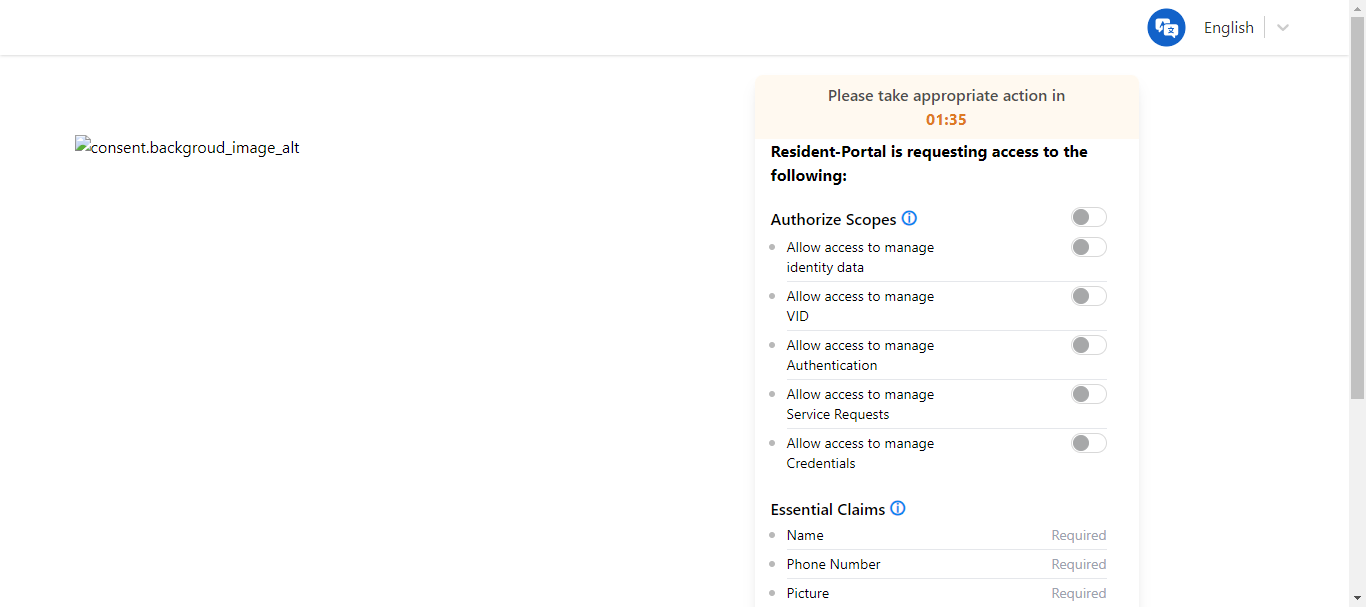 English
Please take appropriate action in
01:35
consent.backgroud_image_alt
Resident-Portal is requesting access to the
following:
Authorize Scopes
Allow access to manage
identity data
Allow access to manage
VID
Allow access to manage
Authentication
Allow access to manage
Service Requests
Allow access to manage
Credentials
Essential Claims
Name Required
Phone Number Required
Picture Required